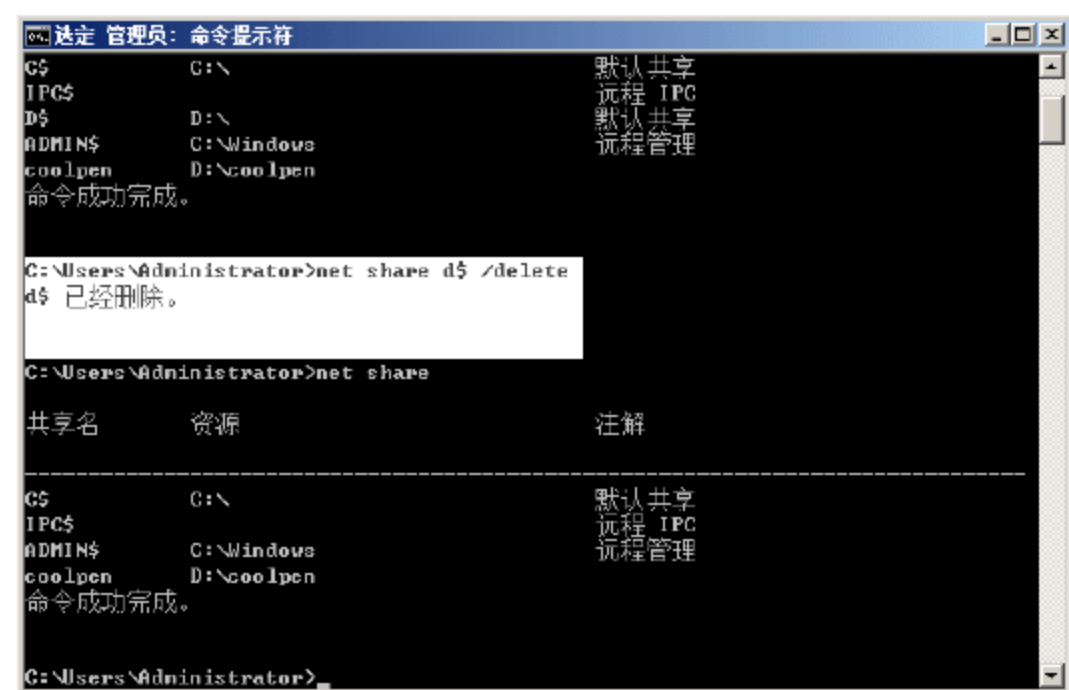 选定 管理员: 命令提示符
C$ C:\ 默认共享
IPC$ 远程 IPC
D$ D:\ 默认共享
ADMIN$ C:\Windows 远程管理
coolpen D:\coolpen
命令成功完成。
C:\Users\Administrator>net share d$ /delete
d$ 已经删除。
C:\Users\Administrator>net share
共享名 资源 注解
-------------------------------------------------------------------------------
C$ C:\ 默认共享
IPC$ 远程 IPC
ADMIN$ C:\Windows 远程管理
coolpen D:\coolpen
命令成功完成。
C:\Users\Administrator>_